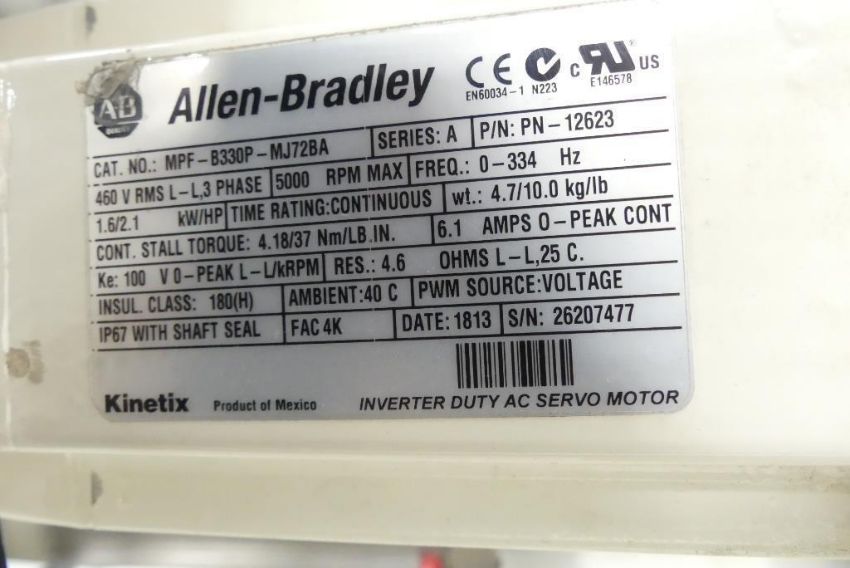 AB
Allen-Bradley CE C UR US
EN60034-1 N223 E146578
CAT. NO.: MPF-B330P-MJ72BA SERIES: A P/N: PN-12623
460 V RMS L-L,3 PHASE 5000 RPM MAX FREQ.: 0-334 Hz
1.6/2.1 kW/HP TIME RATING:CONTINUOUS wt.: 4.7/10.0 kg/lb
CONT. STALL TORQUE: 4.18/37 Nm/LB.IN. 6.1 AMPS 0-PEAK CONT
Ke: 100 V 0-PEAK L-L/kRPM RES.: 4.6 OHMS L-L,25 C.
INSUL. CLASS: 180(H) AMBIENT:40 C PWM SOURCE:VOLTAGE
IP67 WITH SHAFT SEAL FAC 4K DATE: 1813 S/N: 26207477
Kinetix Product of Mexico INVERTER DUTY AC SERVO MOTOR